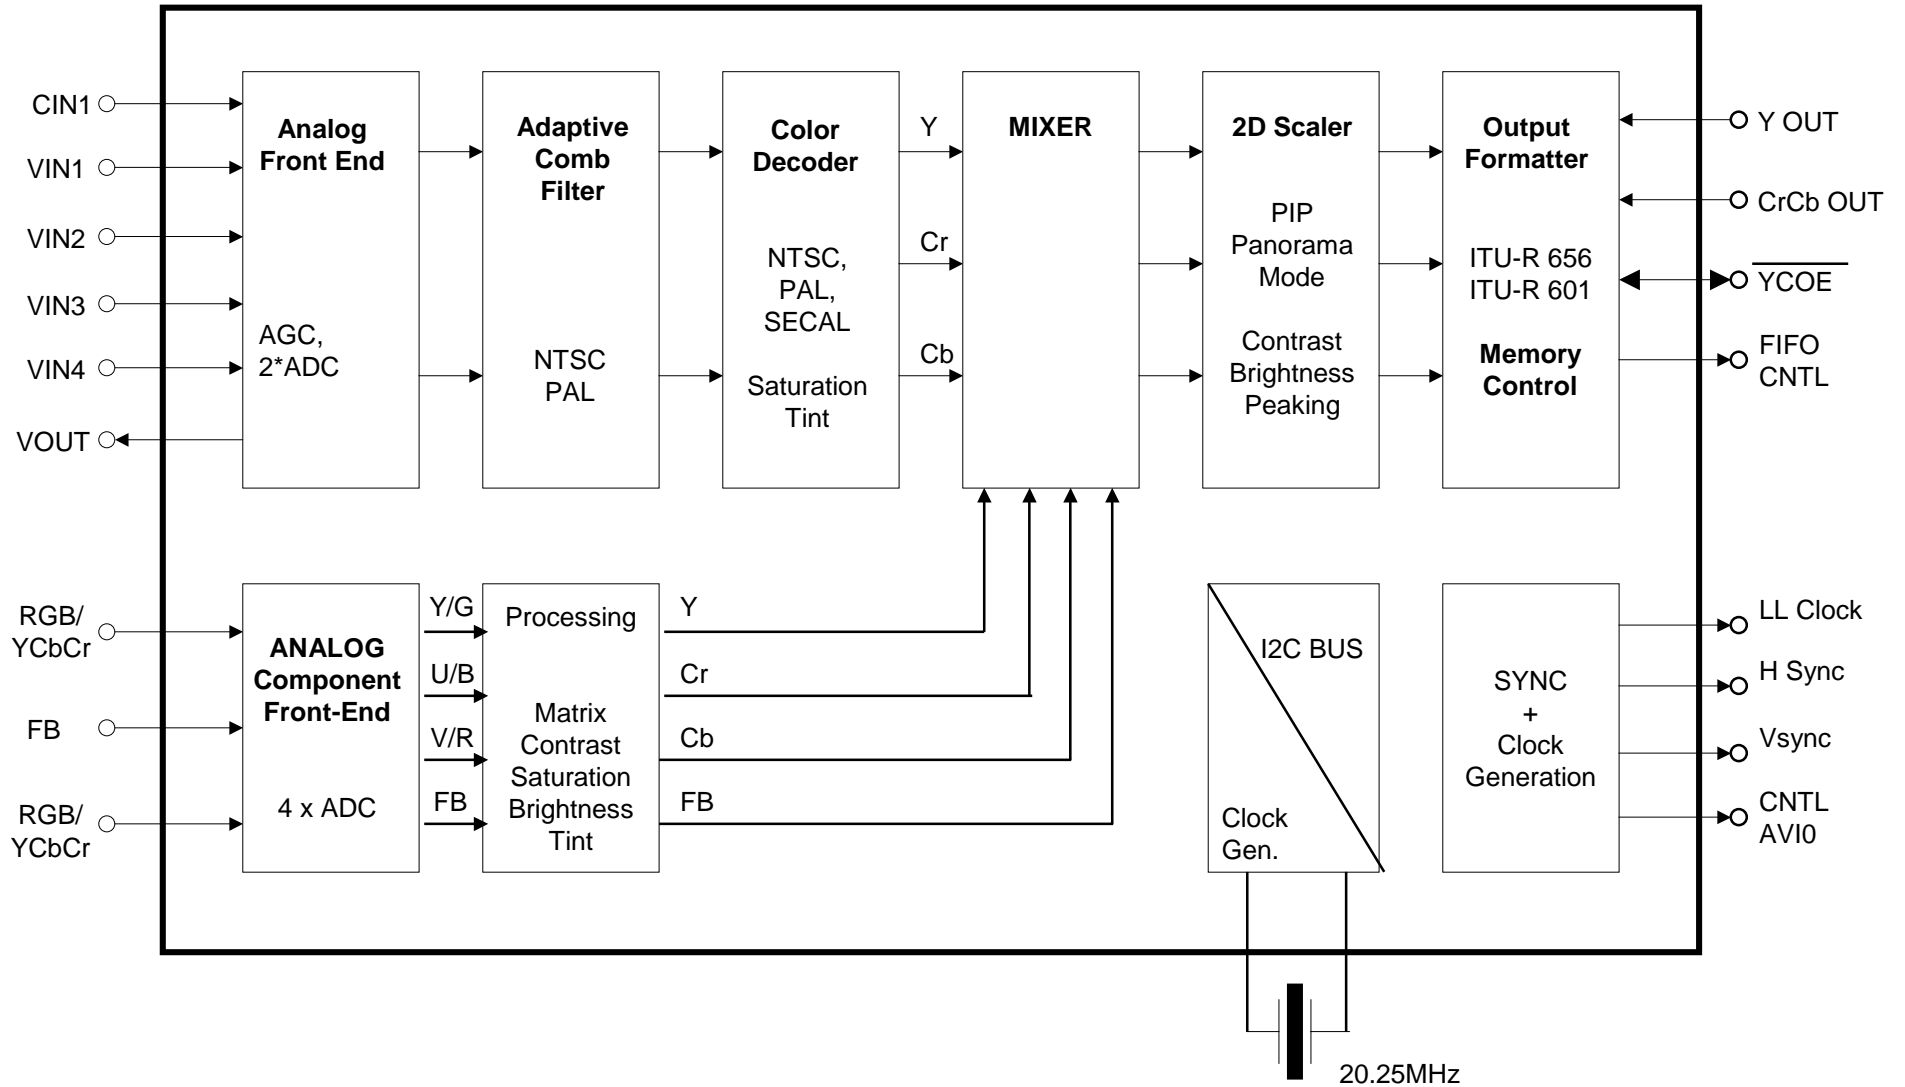 CIN1
VIN1
VIN2
VIN3
VIN4
VOUT
Analog
Front End
AGC,
2*ADC
Adaptive
Comb
Filter
NTSC
PAL
Color
Decoder
NTSC,
PAL,
SECAL
Saturation
Tint
Y
Cr
Cb
MIXER
2D Scaler
PIP
Panorama
Mode
Contrast
Brightness
Peaking
Output
Formatter
ITU-R 656
ITU-R 601
Memory
Control
Y OUT
CrCb OUT
YCOE
FIFO
CNTL
RGB/
YCbCr
FB
RGB/
YCbCr
ANALOG
Component
Front-End
4 x ADC
Y/G
U/B
V/R
FB
Processing
Matrix
Contrast
Saturation
Brightness
Tint
Y
Cr
Cb
FB
I2C BUS
Clock
Gen.
SYNC
+
Clock
Generation
LL Clock
H Sync
Vsync
CNTL
AVI0
20.25MHz